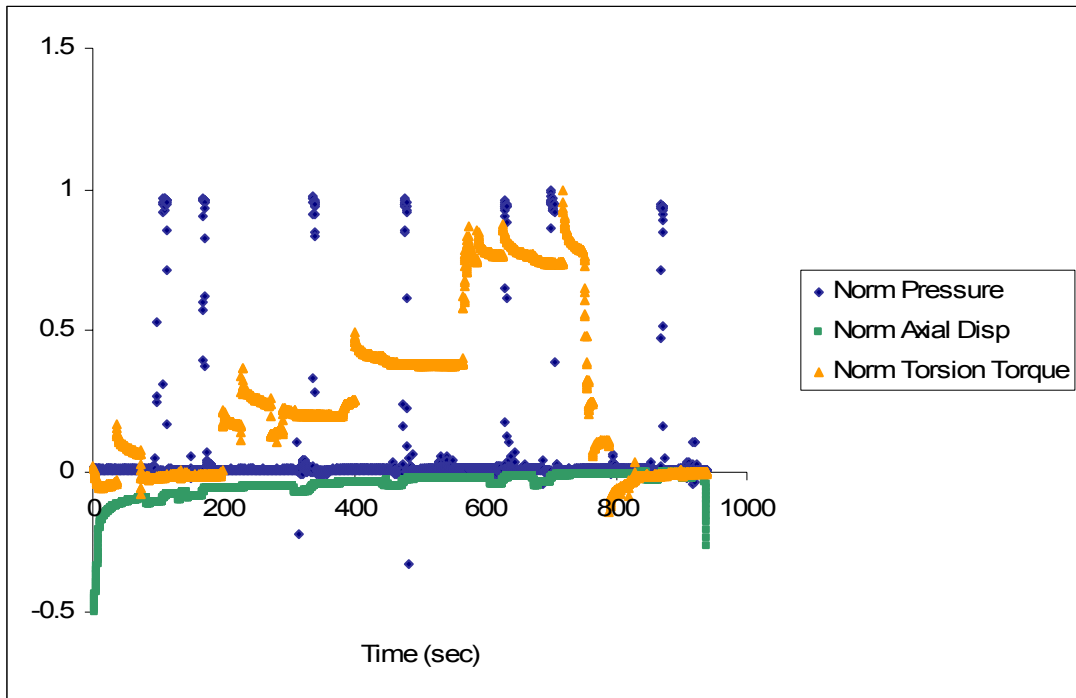 1.5
1
0.5
0
-0.5
0 200 400 600 800 1000
Time (sec)
Norm Pressure
Norm Axial Disp
Norm Torsion Torque